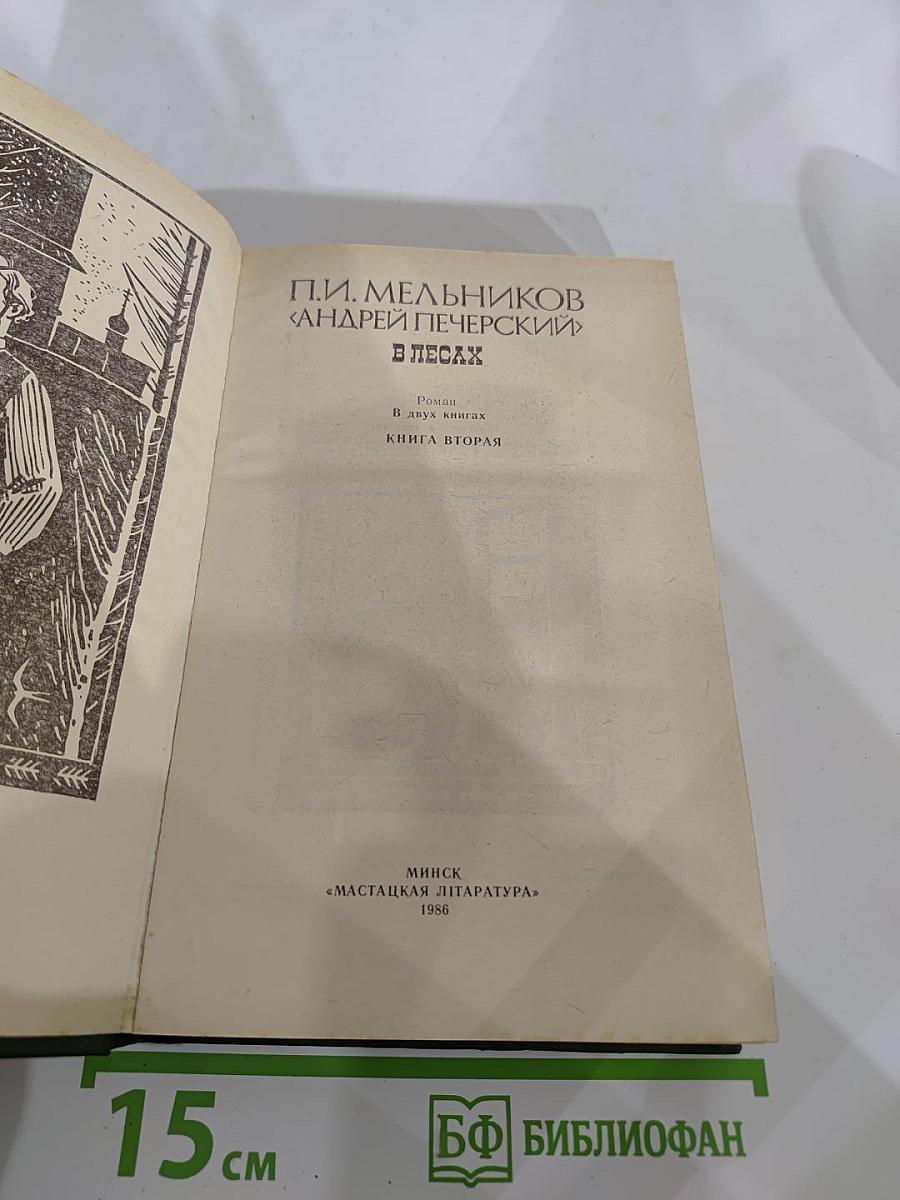 П.И. МЕЛЬНИКОВ
‹АНДРЕЙ ПЕЧЕРСКИЙ›
В ЛЕСАХ
Роман
В двух книгах
КНИГА ВТОРАЯ
МИНСК
«МАСТАЦКАЯ ЛІТАРАТУРА»
1986
15 см
БФ БИБЛИОФАН